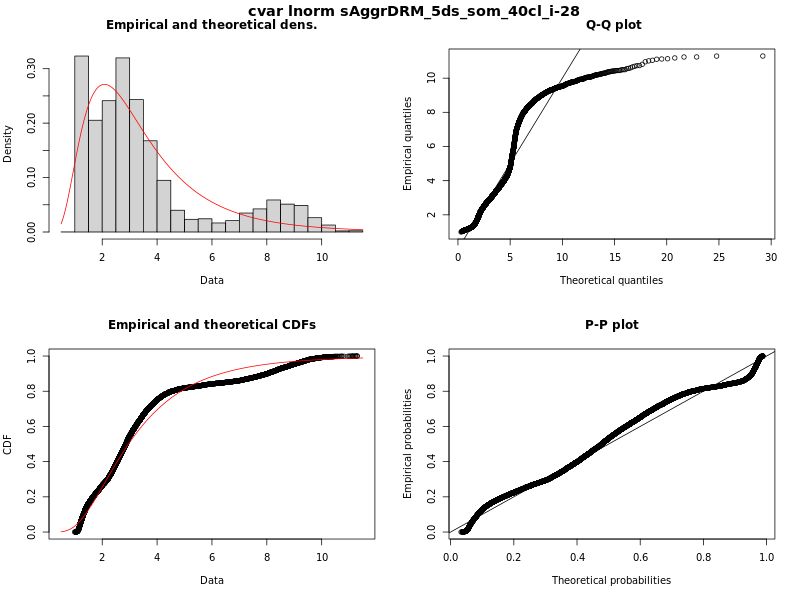 cvar lnorm sAggrDRM_5ds_som_40cl_i-28
Empirical and theoretical dens.
Density
0.00 0.10 0.20 0.30
2 4 6 8 10
Data
Q-Q plot
Empirical quantiles
2 4 6 8 10
0 5 10 15 20 25 30
Theoretical quantiles
Empirical and theoretical CDFs
CDF
0.0 0.2 0.4 0.6 0.8 1.0
2 4 6 8 10
Data
P-P plot
Empirical probabilities
0.0 0.2 0.4 0.6 0.8 1.0
0.0 0.2 0.4 0.6 0.8 1.0
Theoretical probabilities